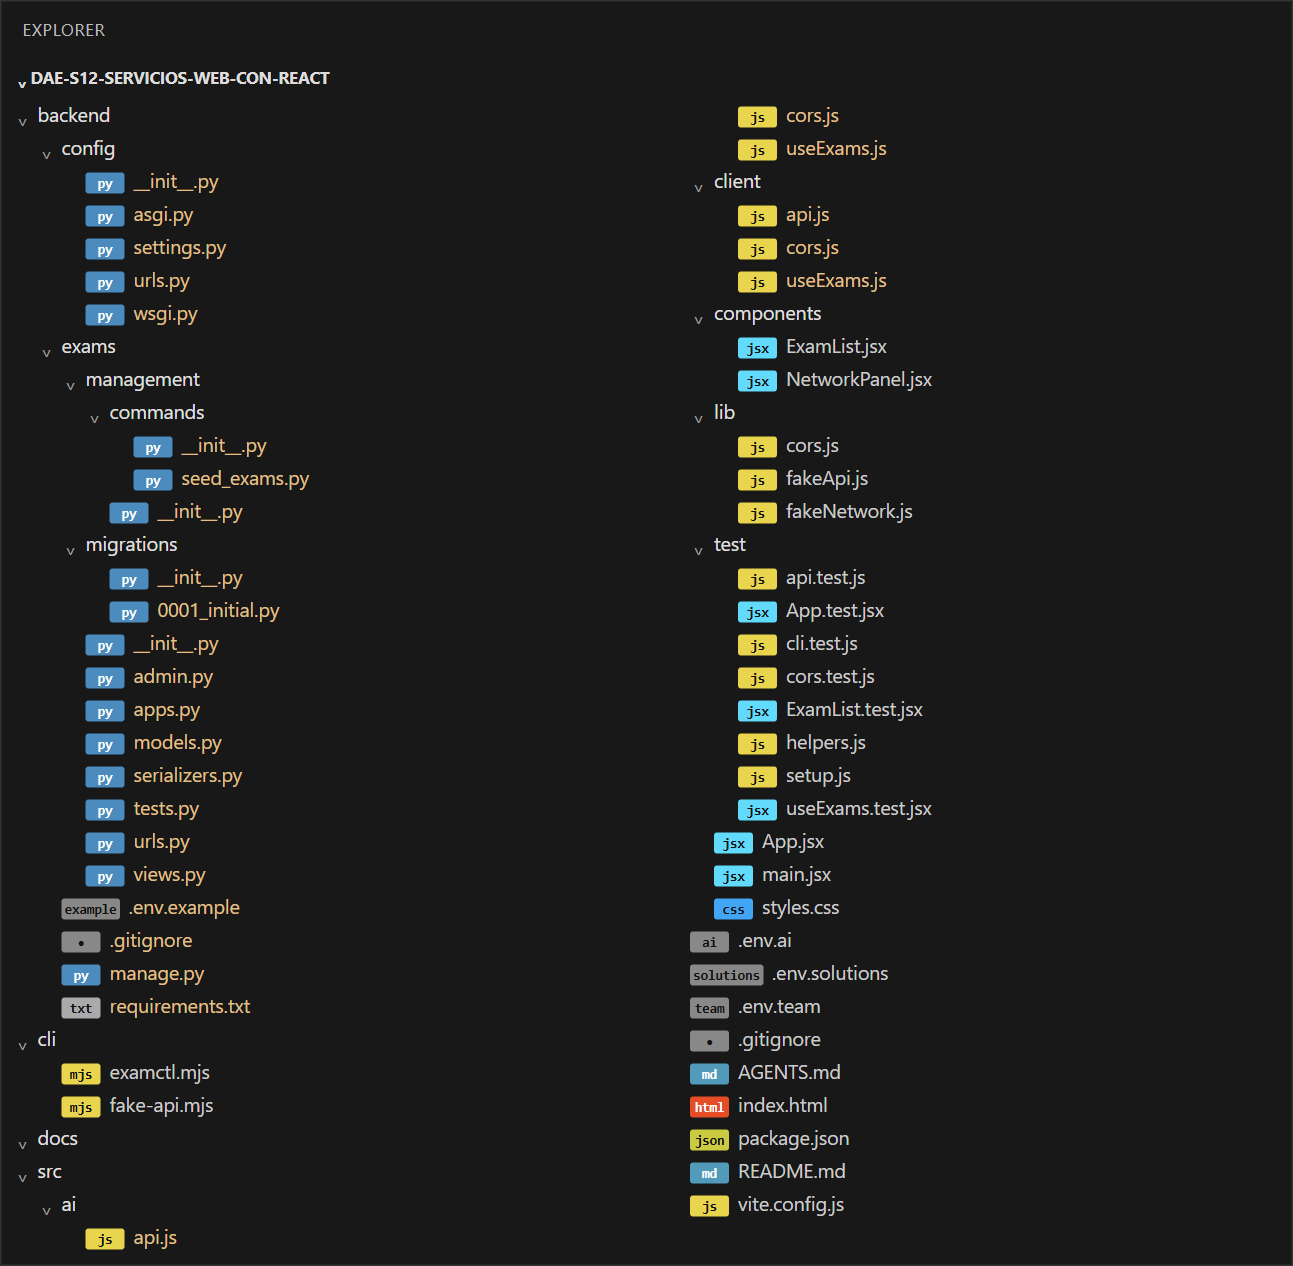 EXPLORER
DAE-S12-SERVICIOS-WEB-CON-REACT
backend
config
py __init__.py
py asgi.py
py settings.py
py urls.py
py wsgi.py
exams
management
commands
py __init__.py
py seed_exams.py
py __init__.py
migrations
py __init__.py
py 0001_initial.py
py __init__.py
py admin.py
py apps.py
py models.py
py serializers.py
py tests.py
py urls.py
py views.py
example .env.example
.gitignore
py manage.py
txt requirements.txt
cli
mjs examctl.mjs
mjs fake-api.mjs
docs
src
ai
js api.js
js cors.js
js useExams.js
client
js api.js
js cors.js
js useExams.js
components
jsx ExamList.jsx
jsx NetworkPanel.jsx
lib
js cors.js
js fakeApi.js
js fakeNetwork.js
test
js api.test.js
jsx App.test.jsx
js cli.test.js
js cors.test.js
jsx ExamList.test.jsx
js helpers.js
js setup.js
jsx useExams.test.jsx
jsx App.jsx
jsx main.jsx
css styles.css
ai .env.ai
solutions .env.solutions
team .env.team
.gitignore
md AGENTS.md
html index.html
json package.json
md README.md
js vite.config.js